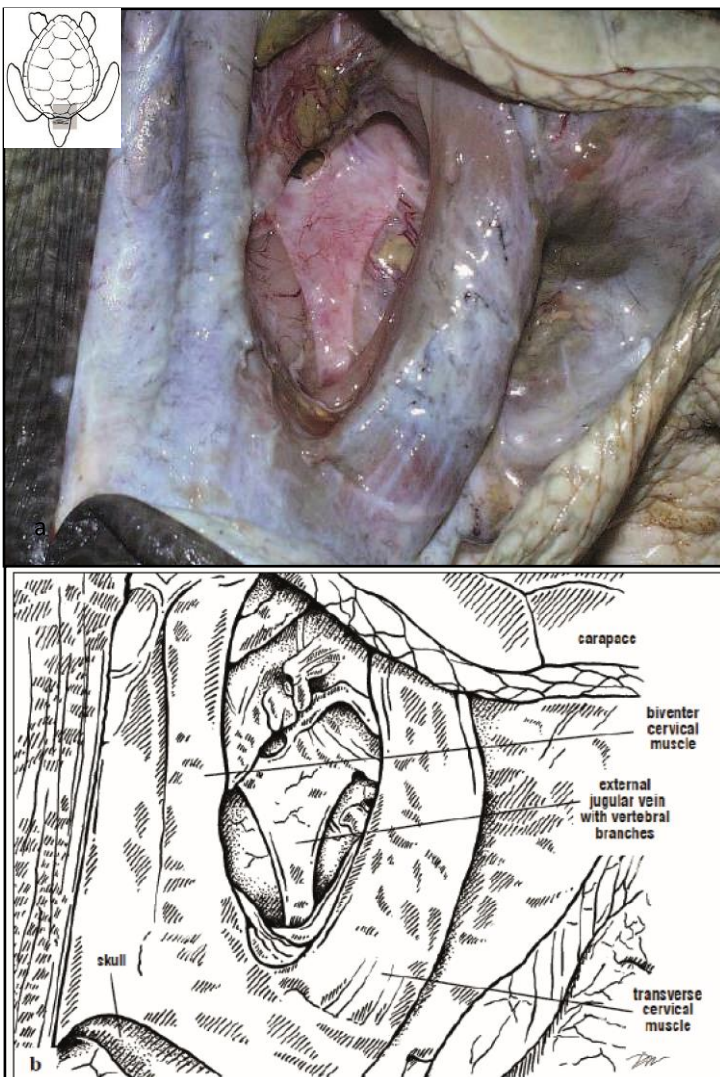 a
carapace
biventer
cervical
muscle
external
jugular vein
with vertebral
branches
skull
transverse
cervical
muscle
b